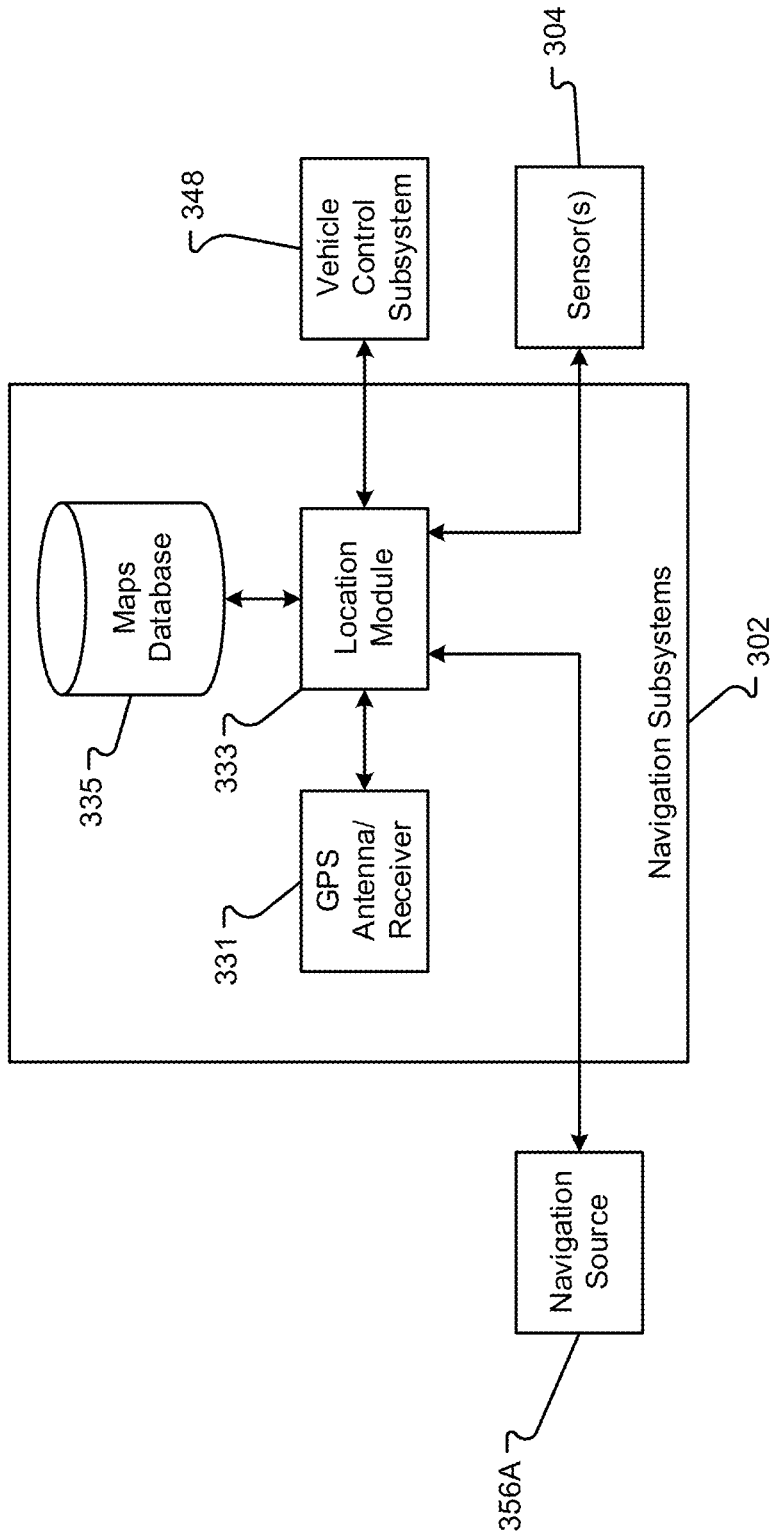 335
Maps
Database
348
Vehicle
Control
Subsystem
331
GPS
Antenna/
Receiver
333
Location
Module
304
Sensor(s)
356A
Navigation
Source
Navigation Subsystems
302